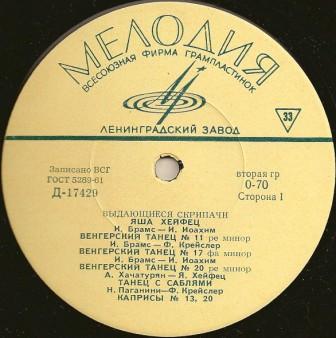 МЕЛОДИЯ
ВСЕСОЮЗНАЯ ФИРМА ГРАМПЛАСТИНОК
ЛЕНИНГРАДСКИЙ ЗАВОД
33
Записано ВСГ
ГОСТ 5289-61
Д-17429
вторая гр
0-70
Сторона 1
ВЫДАЮЩИЕСЯ СКРИПАЧИ
ЯША ХЕЙФЕЦ
И. Брамс—И. Иоахим
ВЕНГЕРСКИЙ ТАНЕЦ № 11 ре минор
И. Брамс—Ф. Крейслер
ВЕНГЕРСКИЙ ТАНЕЦ № 17 фа минор
И. Брамс—И. Иоахим
ВЕНГЕРСКИЙ ТАНЕЦ № 20 ре минор
А. Хачатурян—Я. Хейфец
ТАНЕЦ С САБЛЯМИ
Н. Паганини—Ф. Крейслер
КАПРИСЫ № 13, 20